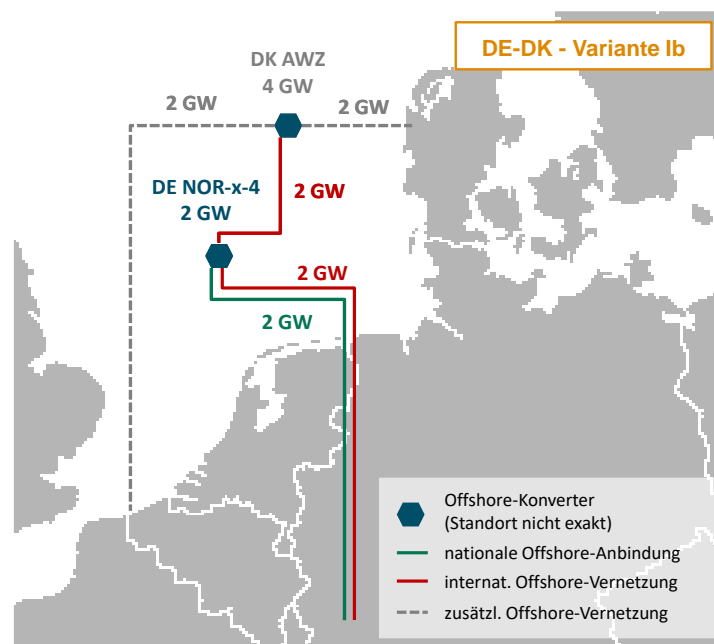 DE-DK - Variante Ib
DK AWZ
4 GW
2 GW
2 GW
DE NOR-x-4
2 GW
2 GW
2 GW
2 GW
Offshore-Konverter
(Standort nicht exakt)
nationale Offshore-Anbindung
internat. Offshore-Vernetzung
zusätzl. Offshore-Vernetzung